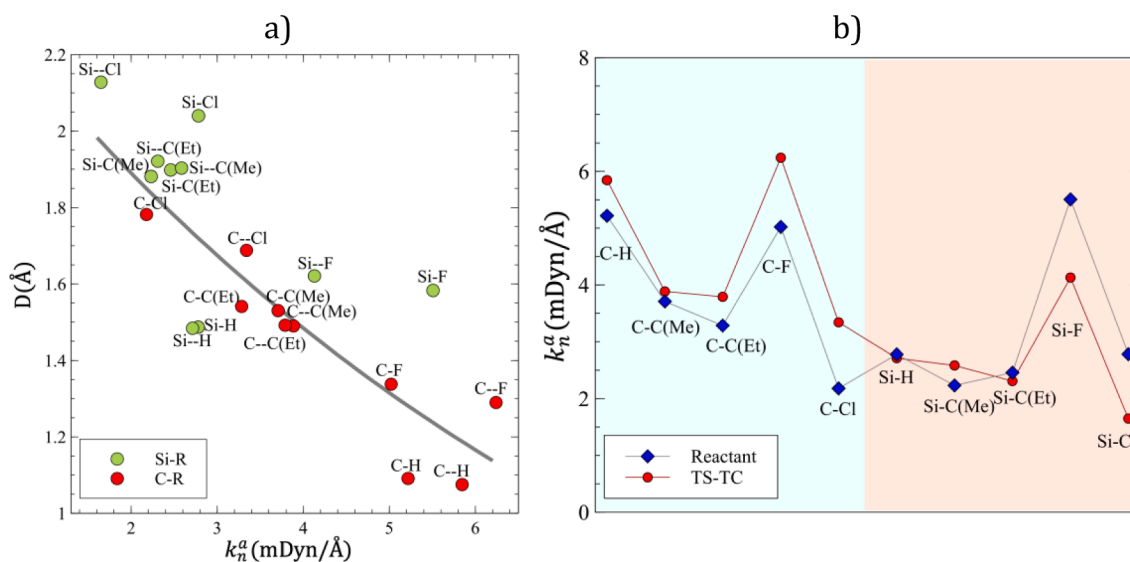 a)
b)
2.2
2
1.8
1.6
1.4
1.2
1
D(Å)
Si--Cl
Si-Cl
Si--C(Et)
Si-C(Me)
Si--C(Me)
Si-C(Et)
C-Cl
C--Cl
Si--F
Si-F
C-C(Et)
C-C(Me)
C--C(Me)
Si-H
Si--H
C--C(Et)
C-F
C--F
C-H
C--H
Si-R
C-R
2
3
4
5
6
k_n^a(mDyn/Å)
8
6
4
2
0
k_n^a(mDyn/Å)
C-H
C-C(Me)
C-C(Et)
C-F
C-Cl
Si-H
Si-C(Me)
Si-C(Et)
Si-F
Si-C
Reactant
TS-TC